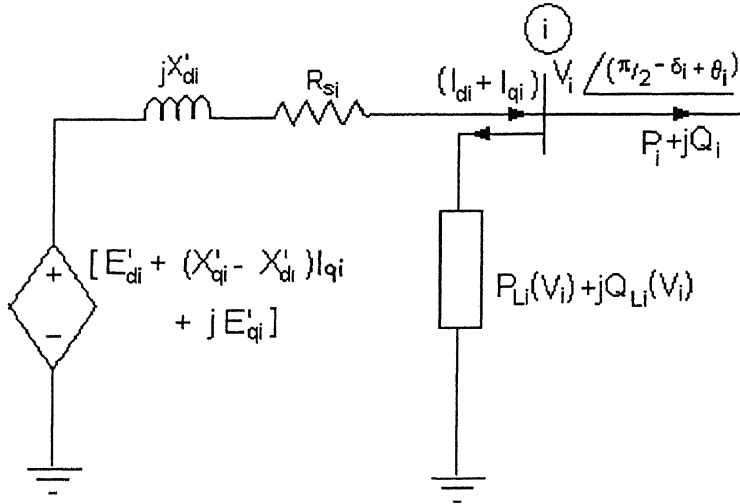 i
jX'di
Rsi
(Idi + Iqi)
Vi
∠(π/2 - δi + θi)
Pi + jQi
+
[E'di + (X'qi - X'di)Iqi
+ jE'qi]
−
PLi(Vi) + jQLi(Vi)